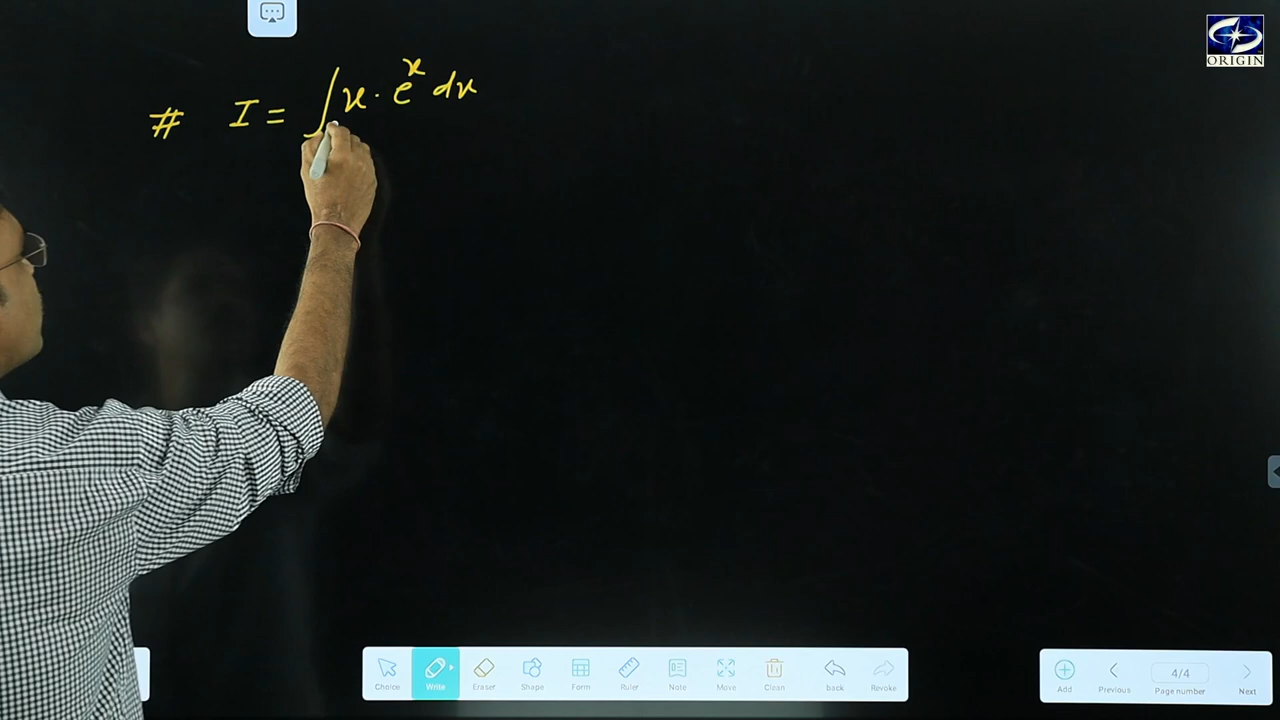 ORIGIN
# I = ∫ x · e^x dx
Choice Write Eraser Shape Form Ruler Note Move Clean back Revoke
Add Previous 4/4 Page number Next